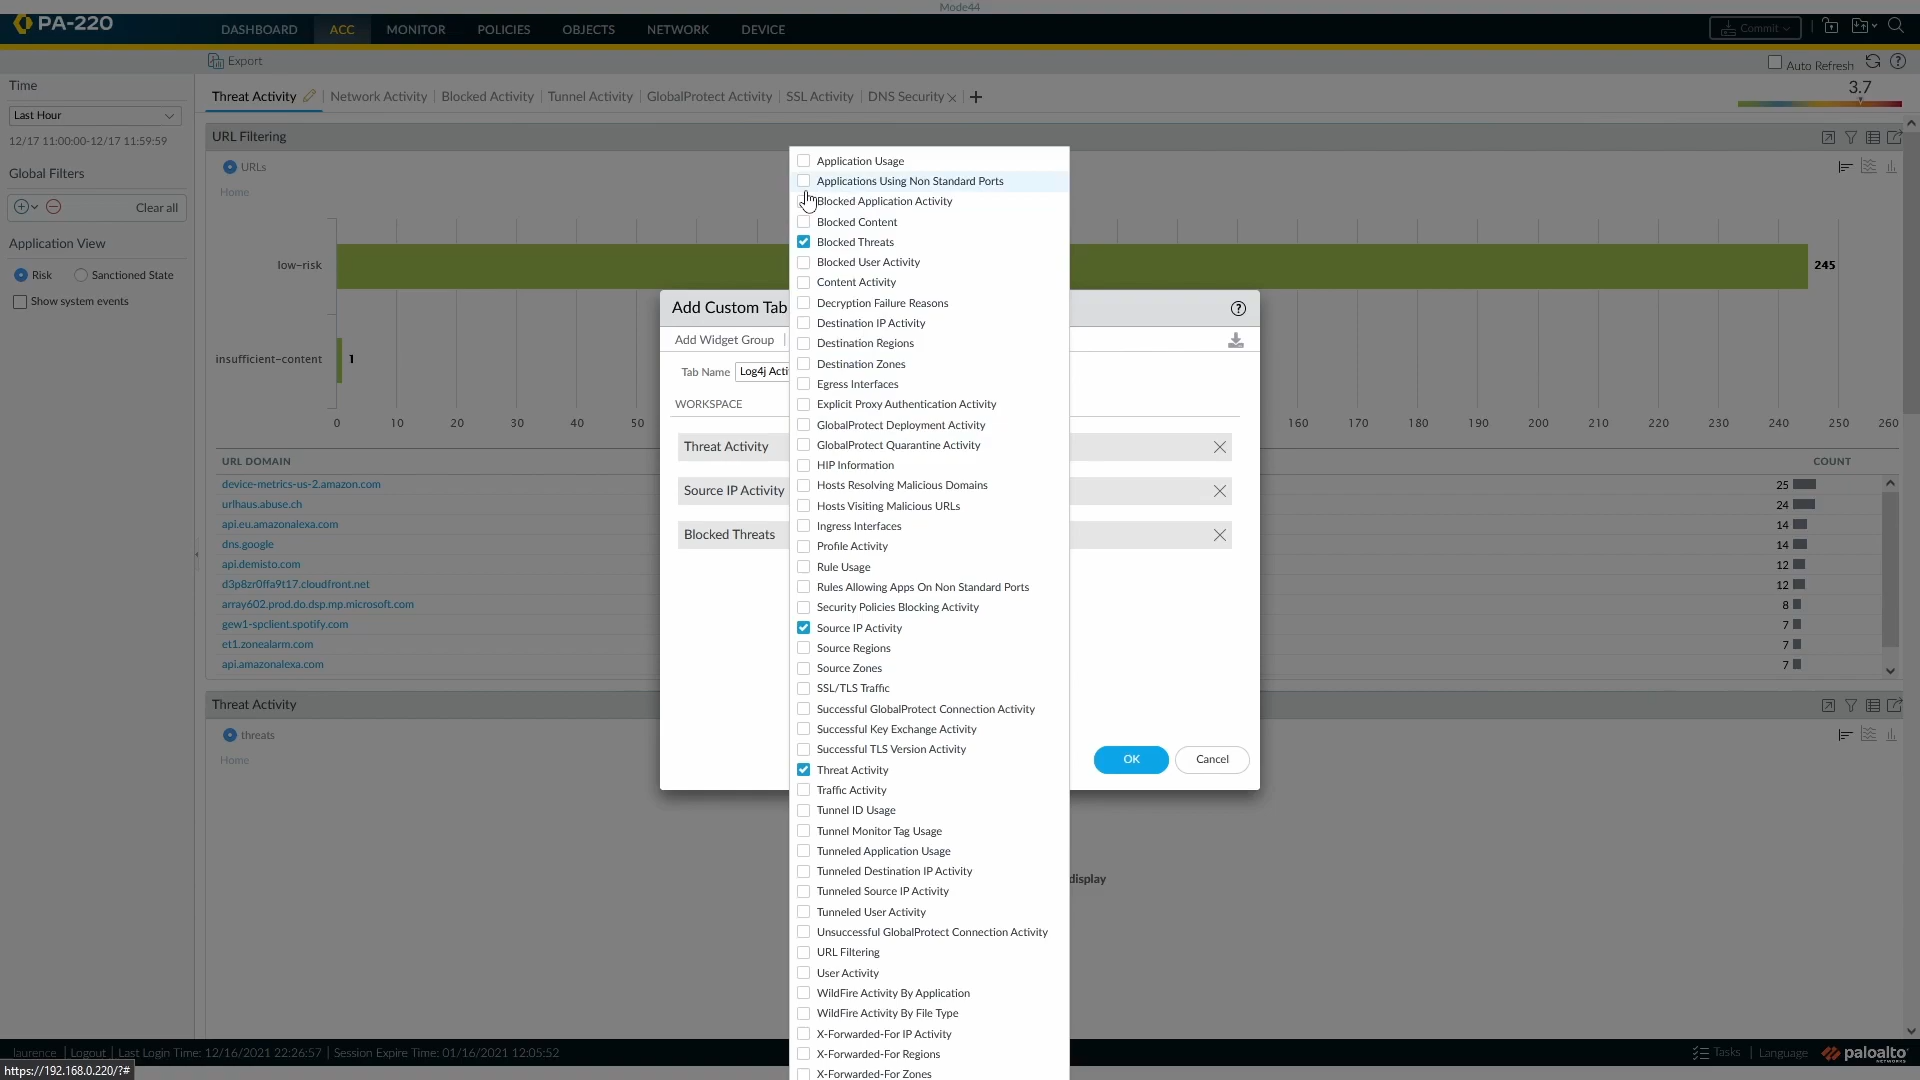 Mode44
PA-220
DASHBOARD ACC MONITOR POLICIES OBJECTS NETWORK DEVICE
Commit
Export
Auto Refresh
Time
Last Hour
12/17 11:00:00-12/17 11:59:59
Global Filters
Clear all
Application View
Risk Sanctioned State
Show system events
Threat Activity Network Activity Blocked Activity Tunnel Activity GlobalProtect Activity SSL Activity DNS Security
3.7
URL Filtering
URLs
Home
low-risk 245
insufficient-content 1
0 10 20 30 40 50 160 170 180 190 200 210 220 230 240 250 260
URL DOMAIN COUNT
device-metrics-us-2.amazon.com 25
urlhaus.abuse.ch 24
api.eu.amazonalexa.com 14
dns.google 14
api.demisto.com 12
d3p8zr0ffa9t17.cloudfront.net 12
array602.prod.do.dsp.mp.microsoft.com 8
gew1-spclient.spotify.com 7
et1.zonealarm.com 7
api.amazonalexa.com 7
Threat Activity
threats
Home
display
Add Custom Tab
Add Widget Group
Tab Name Log4j Acti
WORKSPACE
Threat Activity
Source IP Activity
Blocked Threats
OK Cancel
Application Usage
Applications Using Non Standard Ports
Blocked Application Activity
Blocked Content
Blocked Threats
Blocked User Activity
Content Activity
Decryption Failure Reasons
Destination IP Activity
Destination Regions
Destination Zones
Egress Interfaces
Explicit Proxy Authentication Activity
GlobalProtect Deployment Activity
GlobalProtect Quarantine Activity
HIP Information
Hosts Resolving Malicious Domains
Hosts Visiting Malicious URLs
Ingress Interfaces
Profile Activity
Rule Usage
Rules Allowing Apps On Non Standard Ports
Security Policies Blocking Activity
Source IP Activity
Source Regions
Source Zones
SSL/TLS Traffic
Successful GlobalProtect Connection Activity
Successful Key Exchange Activity
Successful TLS Version Activity
Threat Activity
Traffic Activity
Tunnel ID Usage
Tunnel Monitor Tag Usage
Tunneled Application Usage
Tunneled Destination IP Activity
Tunneled Source IP Activity
Tunneled User Activity
Unsuccessful GlobalProtect Connection Activity
URL Filtering
User Activity
WildFire Activity By Application
WildFire Activity By File Type
X-Forwarded-For IP Activity
X-Forwarded-For Regions
X-Forwarded-For Zones
laurence | Logout | Last Login Time: 12/16/2021 22:26:57 | Session Expire Time: 01/16/2021 12:05:52
Tasks | Language paloalto NETWORKS
https://192.168.0.220/?#